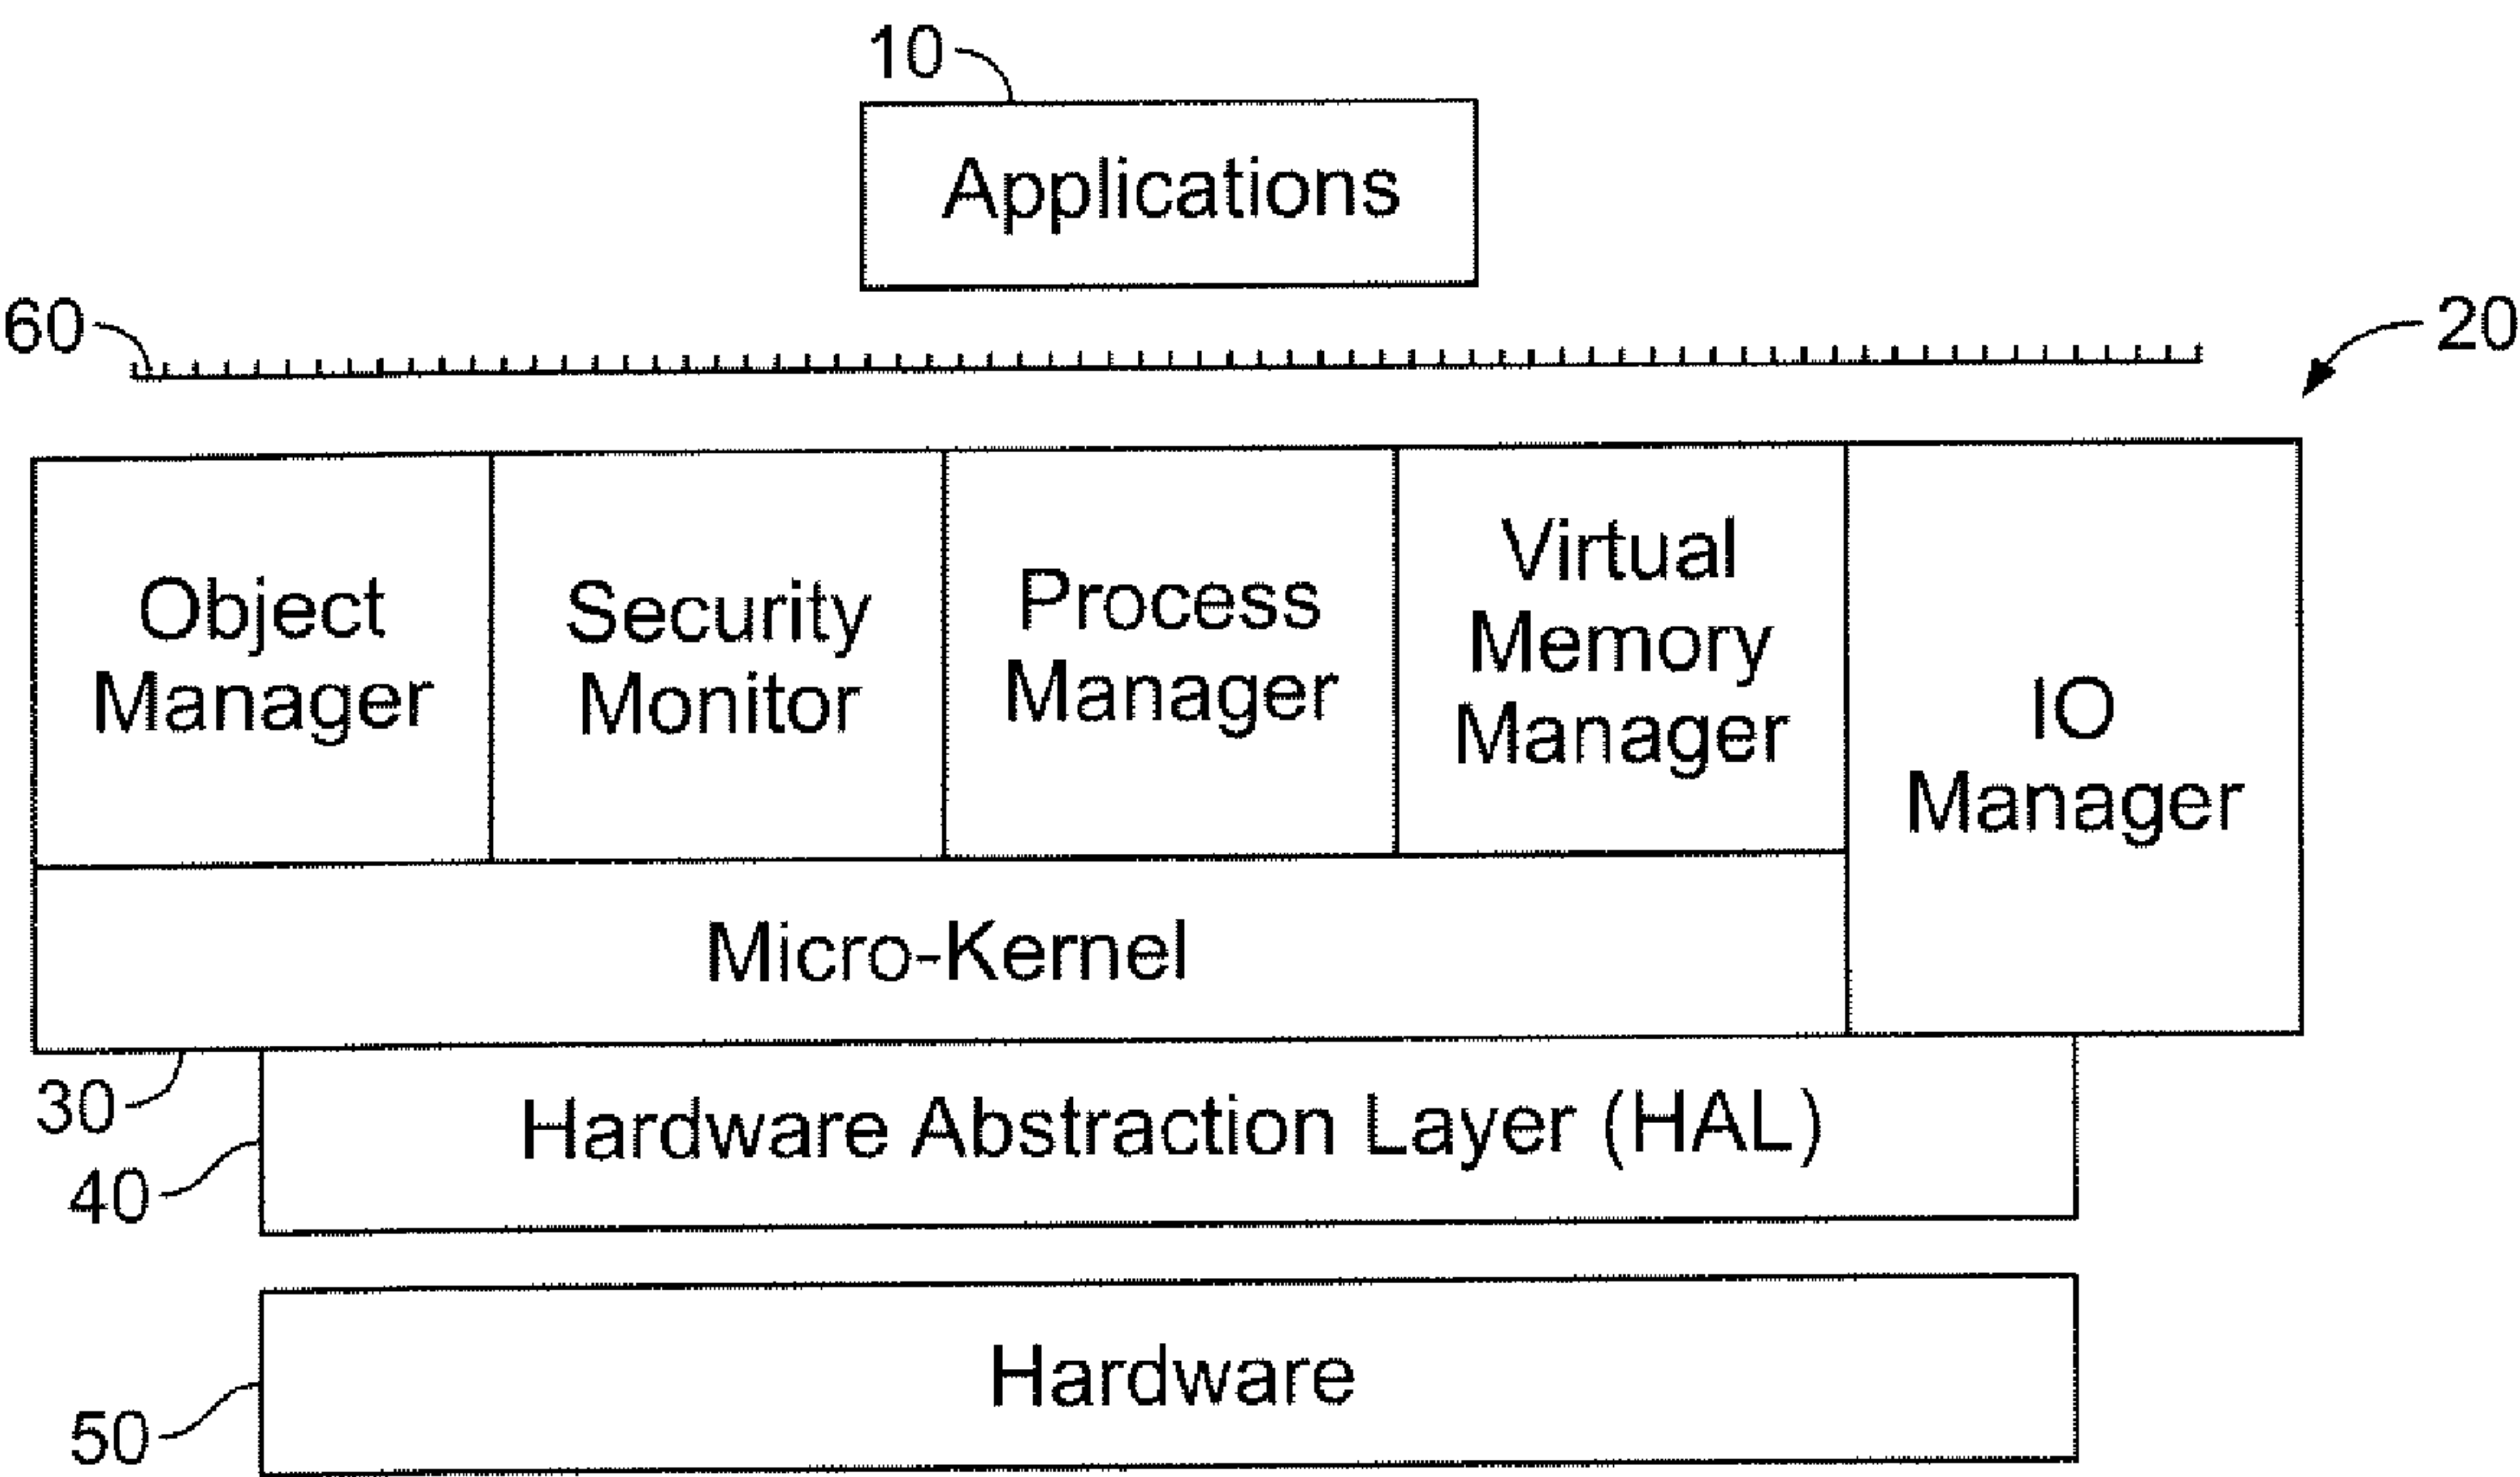 10
Applications
60
20
Object
Manager
Security
Monitor
Process
Manager
Virtual
Memory
Manager
IO
Manager
Micro-Kernel
30
Hardware Abstraction Layer (HAL)
40
Hardware
50